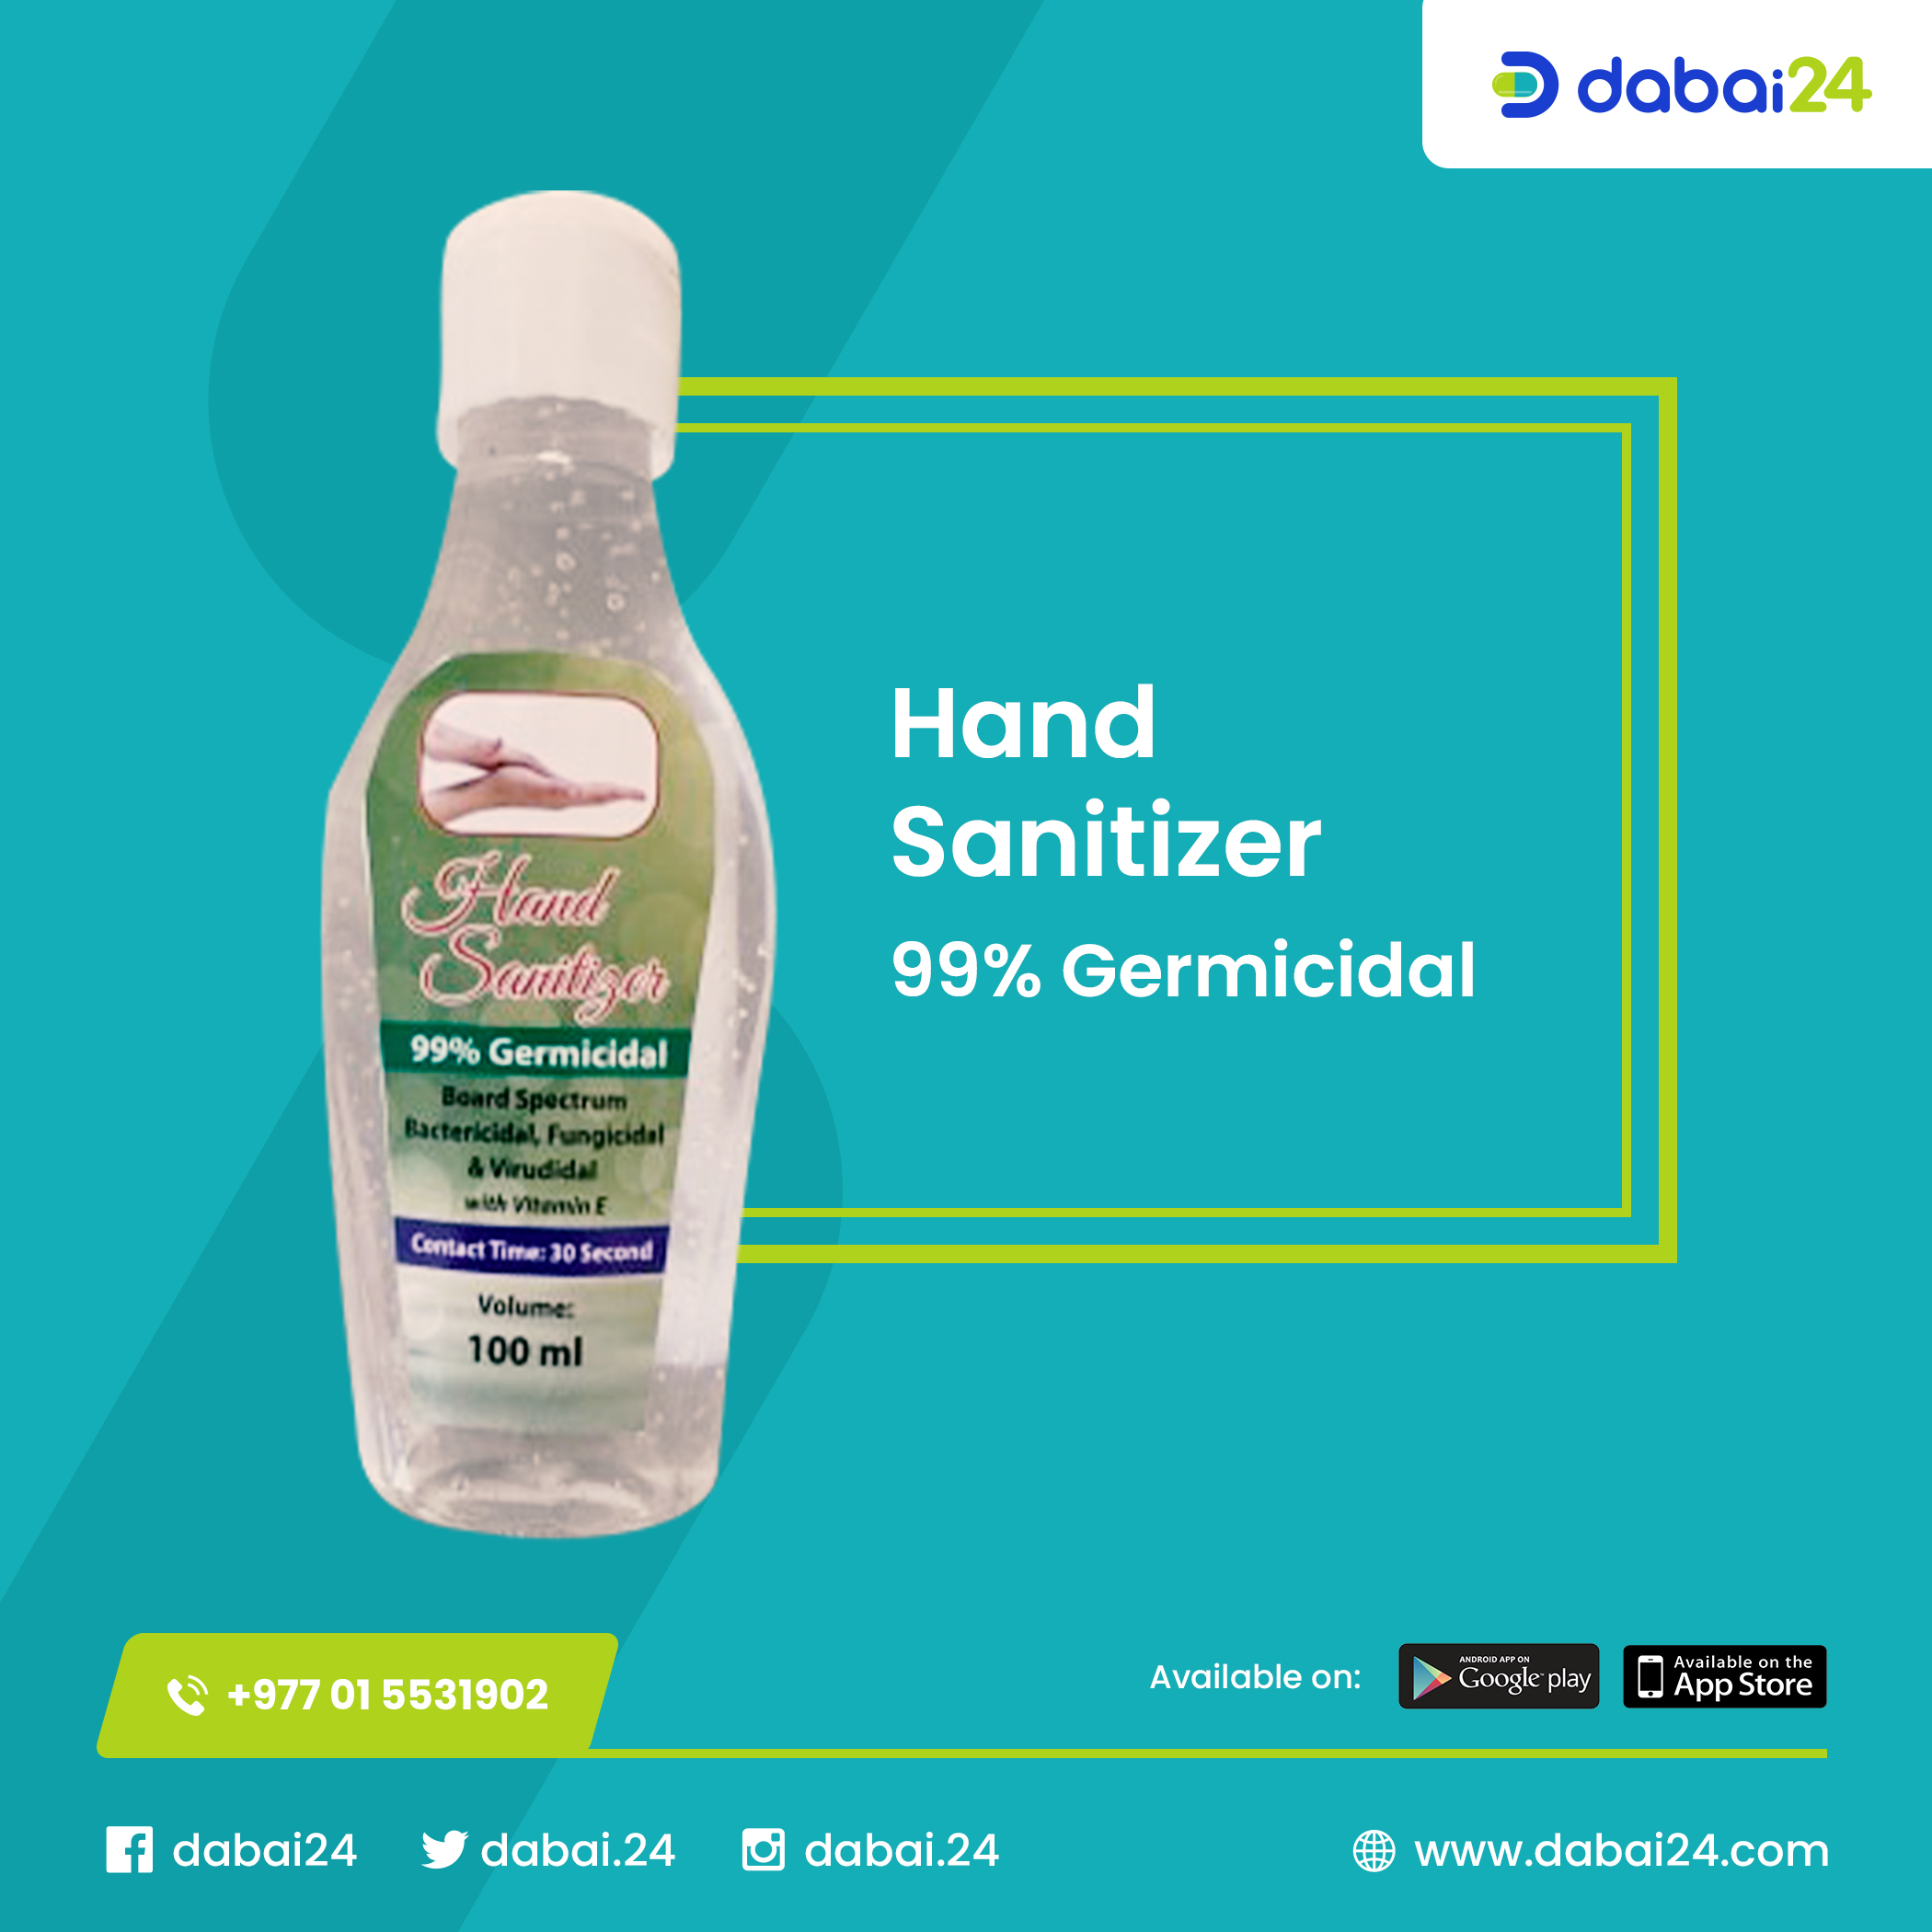 dabai24
Hand
Sanitizer
99% Germicidal
Board Spectrum
Bactericidal, Fungicidal
& Virudidal
with Vitamin E
Contact Time: 30 Second
Volume:
100 ml
Hand
Sanitizer
99% Germicidal
+977 01 5531902
Available on:
ANDROID APP ON
Google play
Available on the
App Store
dabai24
dabai.24
dabai.24
www.dabai24.com